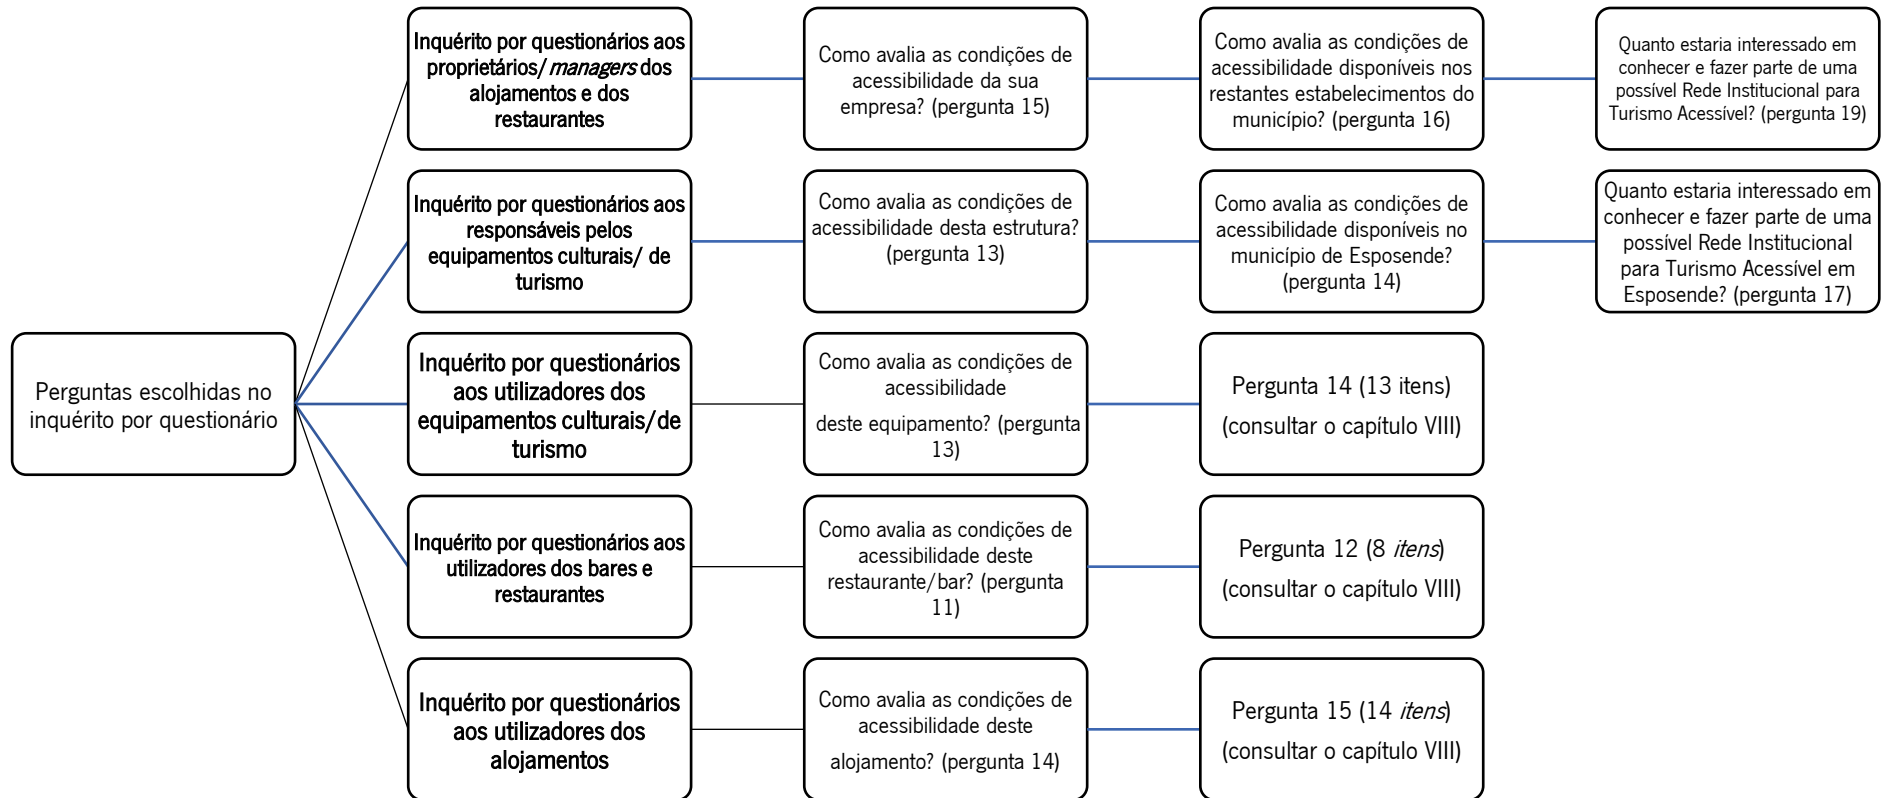 Perguntas escolhidas no
inquérito por questionário
Inquérito por questionários aos
proprietários/managers dos
alojamentos e dos
restaurantes
Como avalia as condições de
acessibilidade da sua
empresa? (pergunta 15)
Como avalia as condições de
acessibilidade disponíveis nos
restantes estabelecimentos do
município? (pergunta 16)
Quanto estaria interessado em
conhecer e fazer parte de uma
possível Rede Institucional para
Turismo Acessível? (pergunta 19)
Inquérito por questionários aos
responsáveis pelos
equipamentos culturais/ de
turismo
Como avalia as condições de
acessibilidade desta estrutura?
(pergunta 13)
Como avalia as condições de
acessibilidade disponíveis no
município de Esposende?
(pergunta 14)
Quanto estaria interessado em
conhecer e fazer parte de uma
possível Rede Institucional
para Turismo Acessível em
Esposende? (pergunta 17)
Inquérito por questionários
aos utilizadores dos
equipamentos culturais/de
turismo
Como avalia as condições de
acessibilidade
deste equipamento? (pergunta
13)
Pergunta 14 (13 itens)
(consultar o capítulo VIII)
Inquérito por questionários aos
utilizadores dos bares e
restaurantes
Como avalia as condições de
acessibilidade deste
restaurante/bar? (pergunta
11)
Pergunta 12 (8 itens)
(consultar o capítulo VIII)
Inquérito por questionários
aos utilizadores dos
alojamentos
Como avalia as condições de
acessibilidade deste
alojamento? (pergunta 14)
Pergunta 15 (14 itens)
(consultar o capítulo VIII)